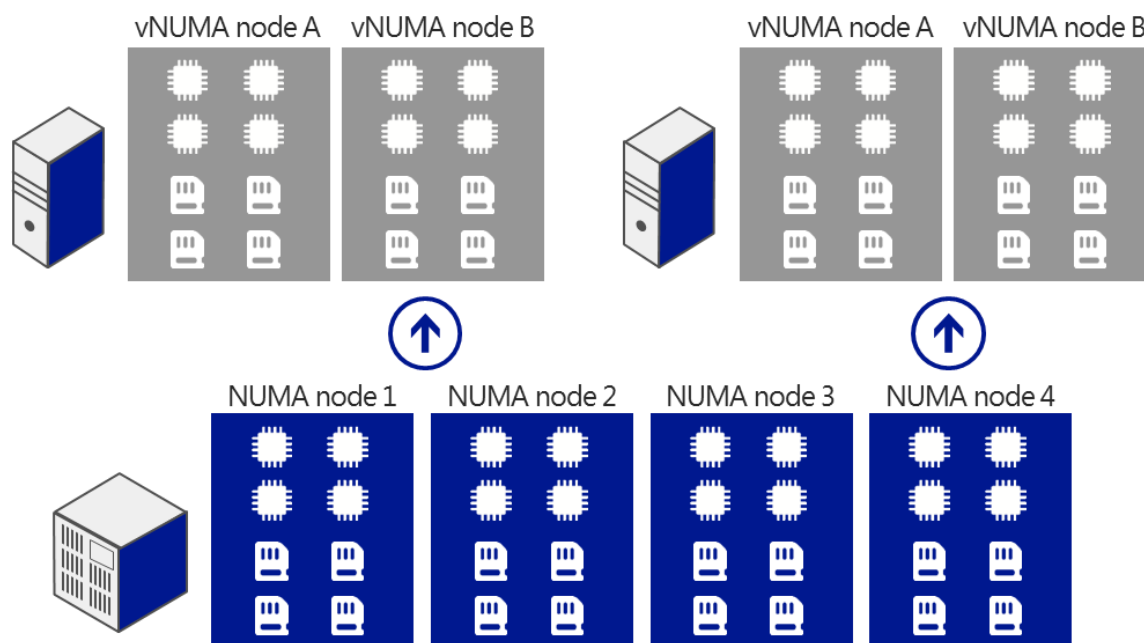 vNUMA node A
vNUMA node B
vNUMA node A
vNUMA node B
NUMA node 1
NUMA node 2
NUMA node 3
NUMA node 4